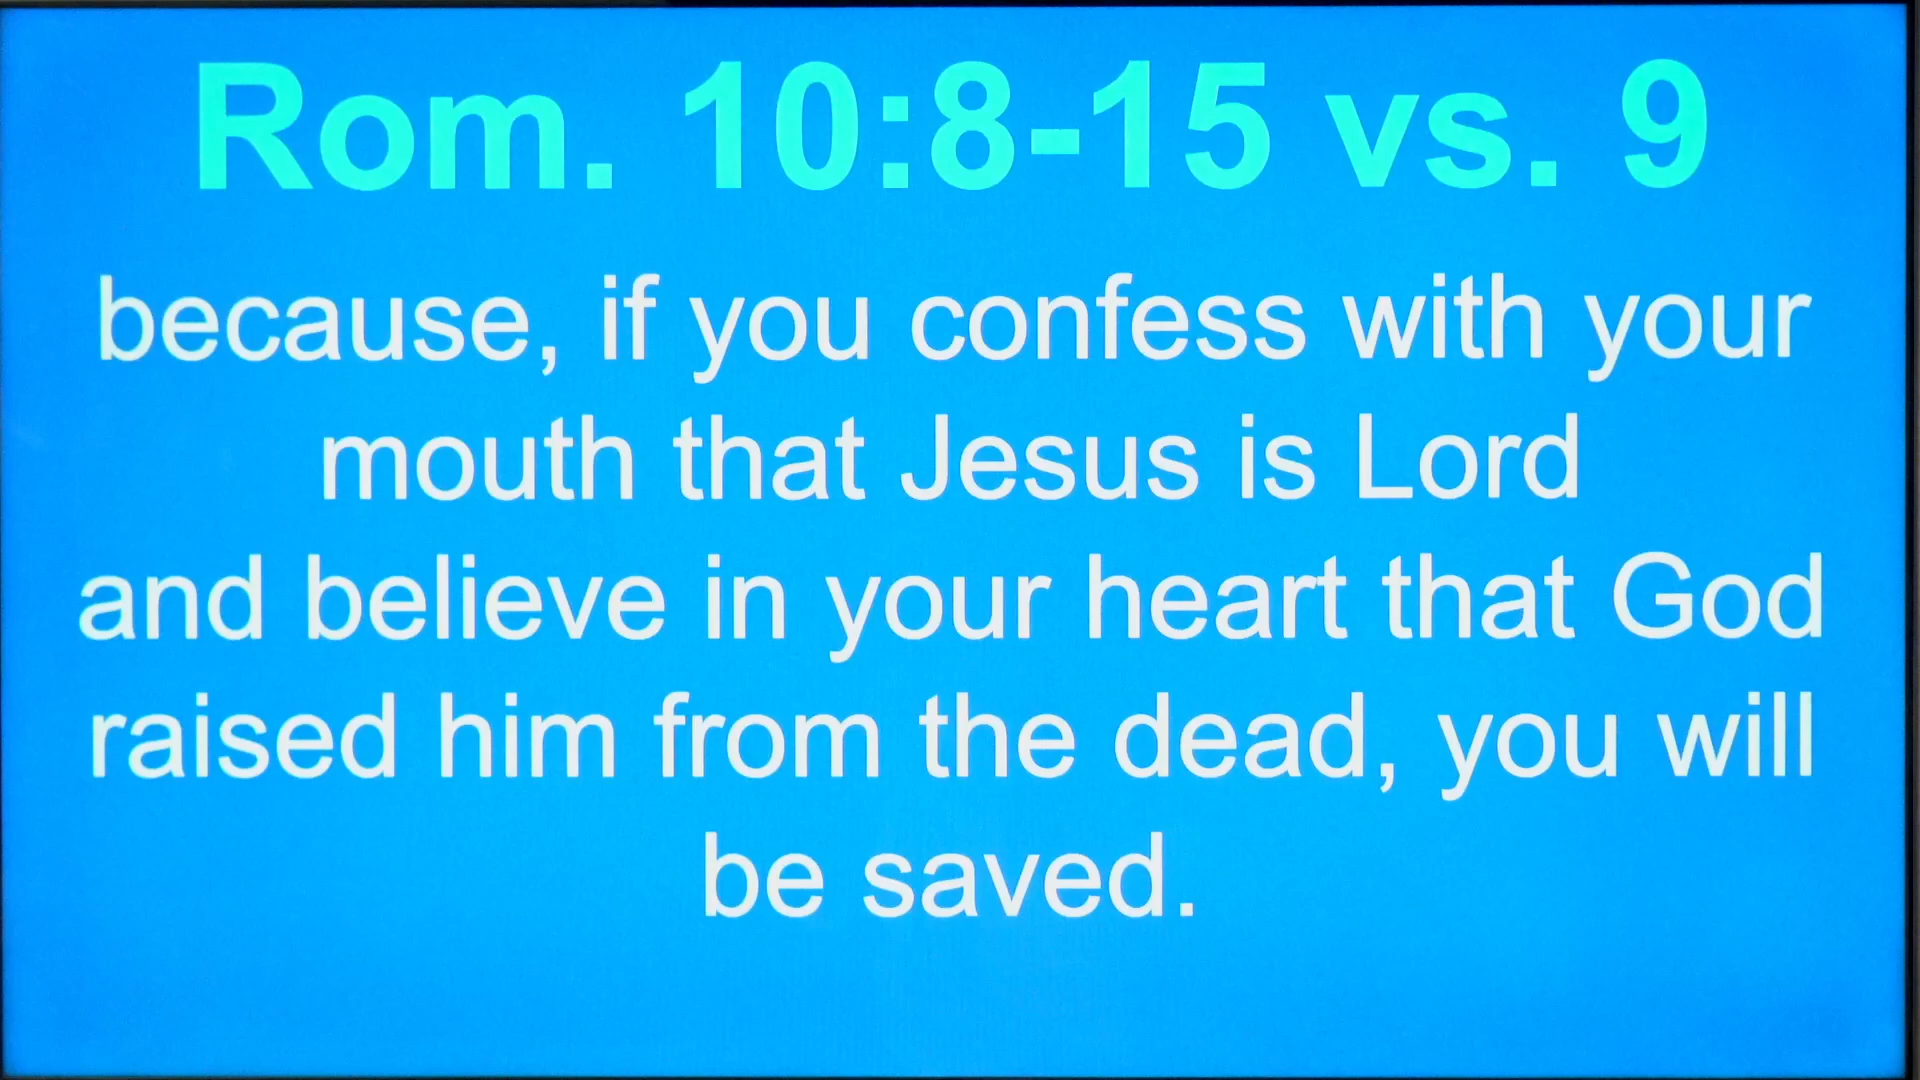 Rom. 10:8-15 vs. 9
because, if you confess with your
mouth that Jesus is Lord
and believe in your heart that God
raised him from the dead, you will
be saved.